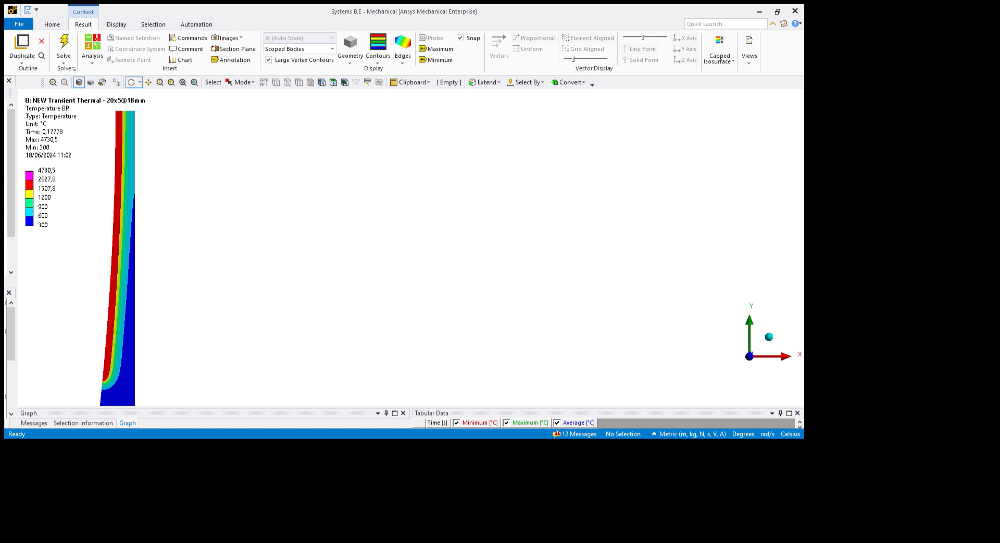 Context
Systems B,E - Mechanical [Ansys Mechanical Enterprise]
File
Home
Result
Display
Selection
Automation
Quick Launch
Duplicate
Outline
Solve
Solver
Analysis
Named Selection
Coordinate System
Remote Point
Commands
Comment
Chart
Images
Section Plane
Annotation
Insert
0, (Auto Scale)
Scoped Bodies
Large Vertex Contours
Geometry
Contours
Edges
Display
Probe
Maximum
Minimum
Snap
Vectors
Proportional
Uniform
Element Aligned
Grid Aligned
Line Form
Solid Form
X Axis
Y Axis
Z Axis
Vector Display
Capped
Isosurface
Views
Select
Mode
Clipboard
[ Empty ]
Extend
Select By
Convert
B: NEW Transient Thermal - 20x5@18mm
Temperature BP
Type: Temperature
Unit: °C
Time: 0,17778
Max: 4730,5
Min: 300
18/06/2024 11:02
4730,5
2827,8
1507,8
1200
900
600
300
Y
X
Graph
Tabular Data
Messages
Selection Information
Graph
Time [s]
Minimum [°C]
Maximum [°C]
Average [°C]
Ready
12 Messages
No Selection
Metric (m, kg, N, s, V, A)
Degrees
rad/s
Celsius